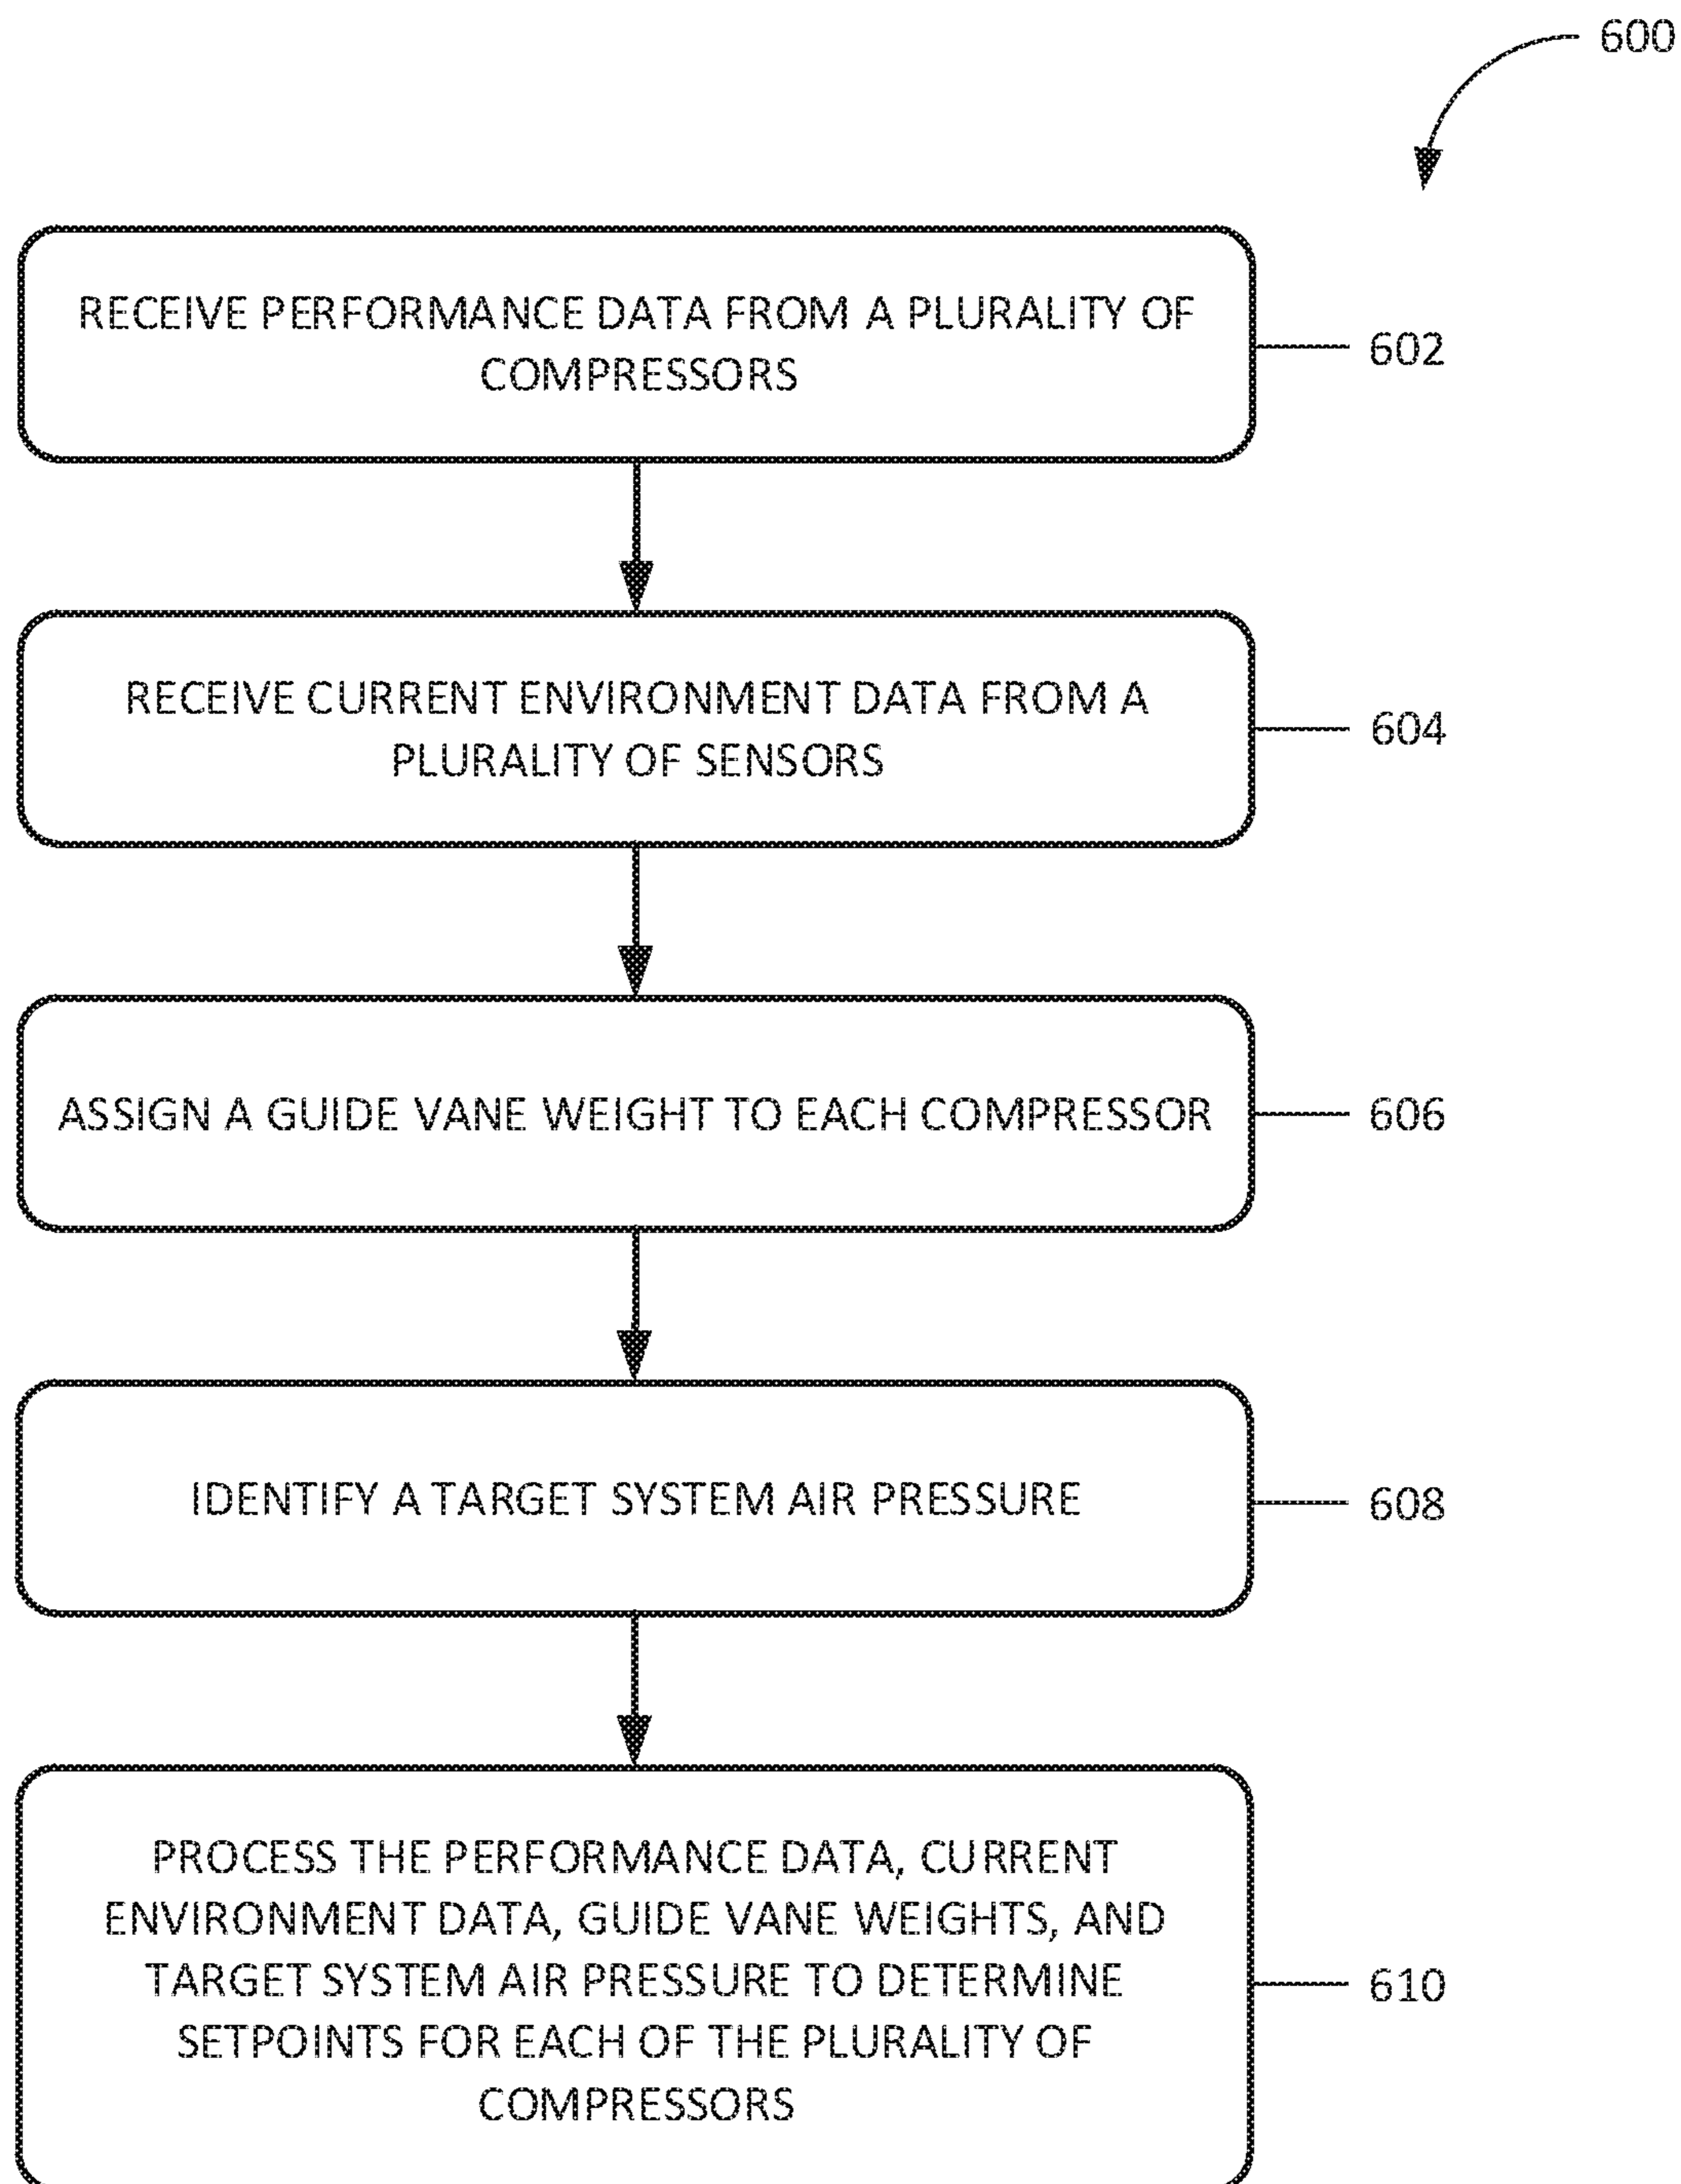 600
RECEIVE PERFORMANCE DATA FROM A PLURALITY OF
COMPRESSORS
602
RECEIVE CURRENT ENVIRONMENT DATA FROM A
PLURALITY OF SENSORS
604
ASSIGN A GUIDE VANE WEIGHT TO EACH COMPRESSOR
606
IDENTIFY A TARGET SYSTEM AIR PRESSURE
608
PROCESS THE PERFORMANCE DATA, CURRENT
ENVIRONMENT DATA, GUIDE VANE WEIGHTS, AND
TARGET SYSTEM AIR PRESSURE TO DETERMINE
SETPOINTS FOR EACH OF THE PLURALITY OF
COMPRESSORS
610